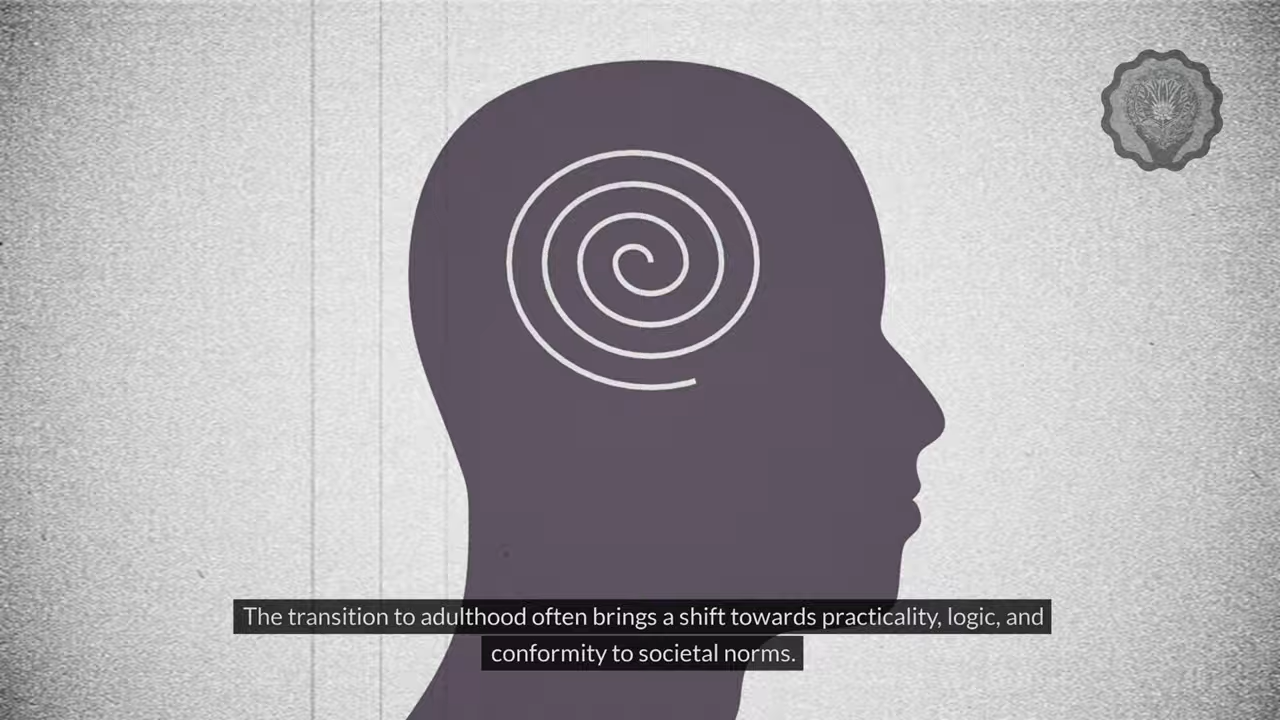 The transition to adulthood often brings a shift towards practicality, logic, and
conformity to societal norms.